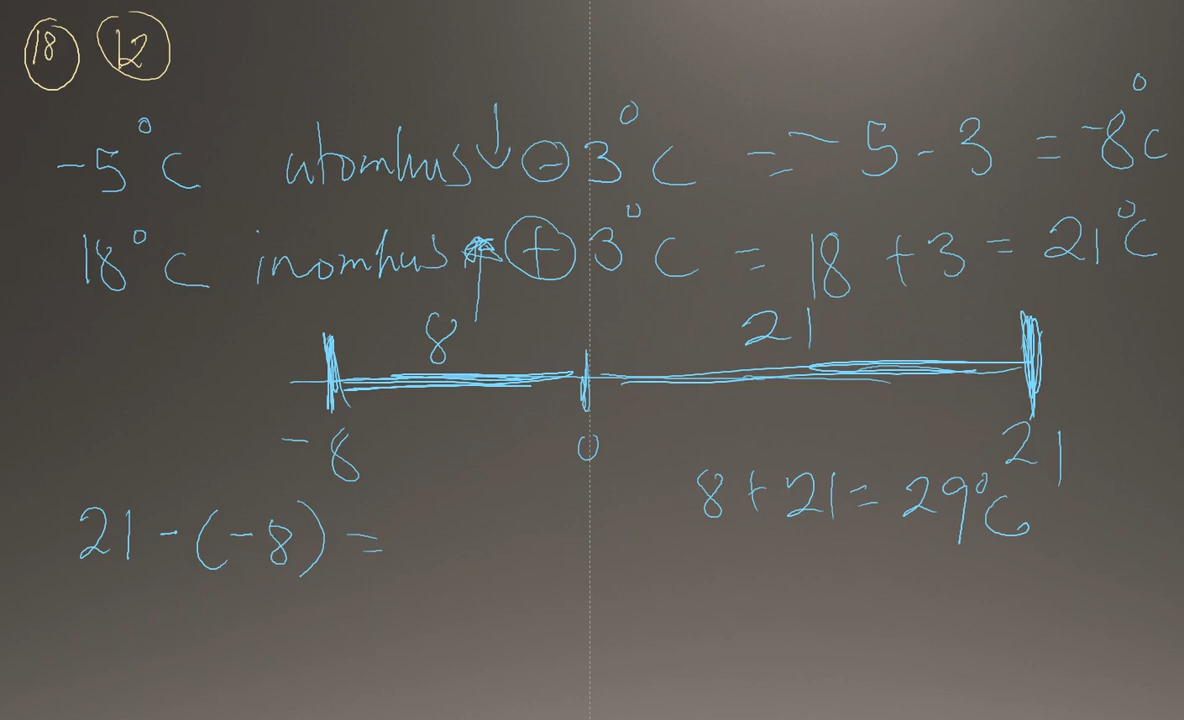 18 12
-5°C utomhus ↓ ⊖ 3°C = -5 - 3 = -8°C
18°C inomhus ↑ ⊕ 3°C = 18 + 3 = 21°C
8 21
-8 0 21
8 + 21 = 29°C
21 - (-8) =